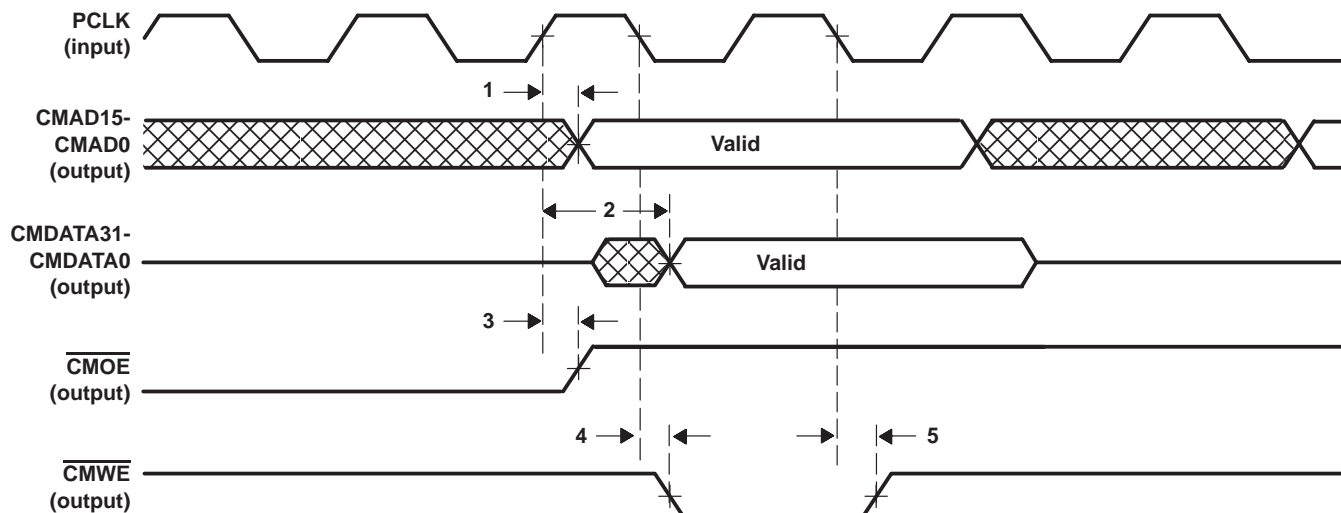 PCLK
(input)
1
CMAD15-
CMAD0
(output)
Valid
2
CMDATA31-
CMDATA0
(output)
Valid
3
CMOE
(output)
4
5
CMWE
(output)